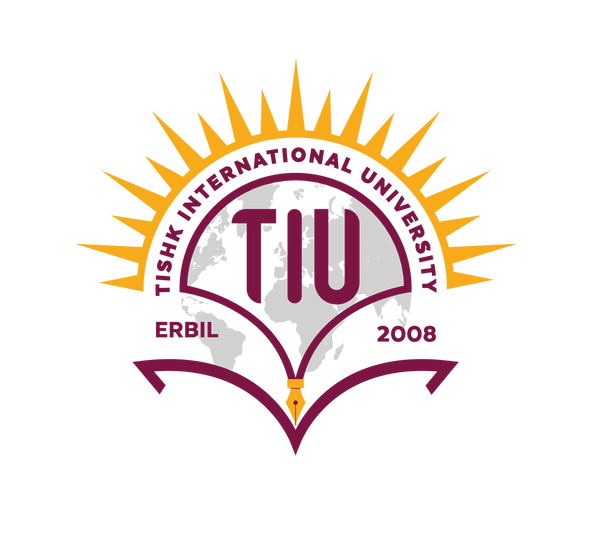 TISHK INTERNATIONAL UNIVERSITY
TIU
ERBIL
2008